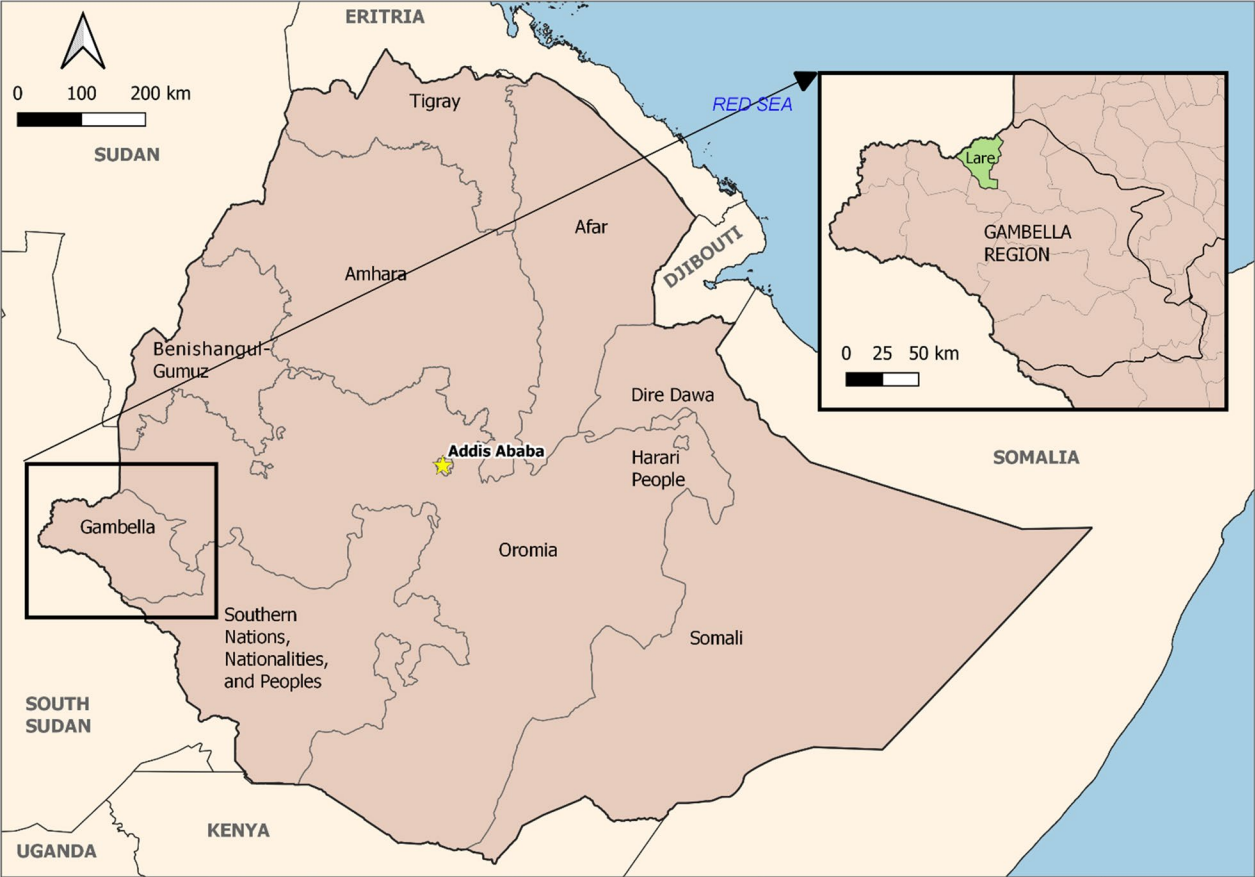 ERITRIA
0 100 200 km
SUDAN
Tigray
RED SEA
Afar
DJIBOUTI
Amhara
Benishangul-
Gumuz
Dire Dawa
Addis Ababa
Harari
People
Gambella
Oromia
Southern
Nations,
Nationalities,
and Peoples
Somali
SOUTH
SUDAN
KENYA
UGANDA
SOMALIA
Lare
GAMBELLA
REGION
0 25 50 km